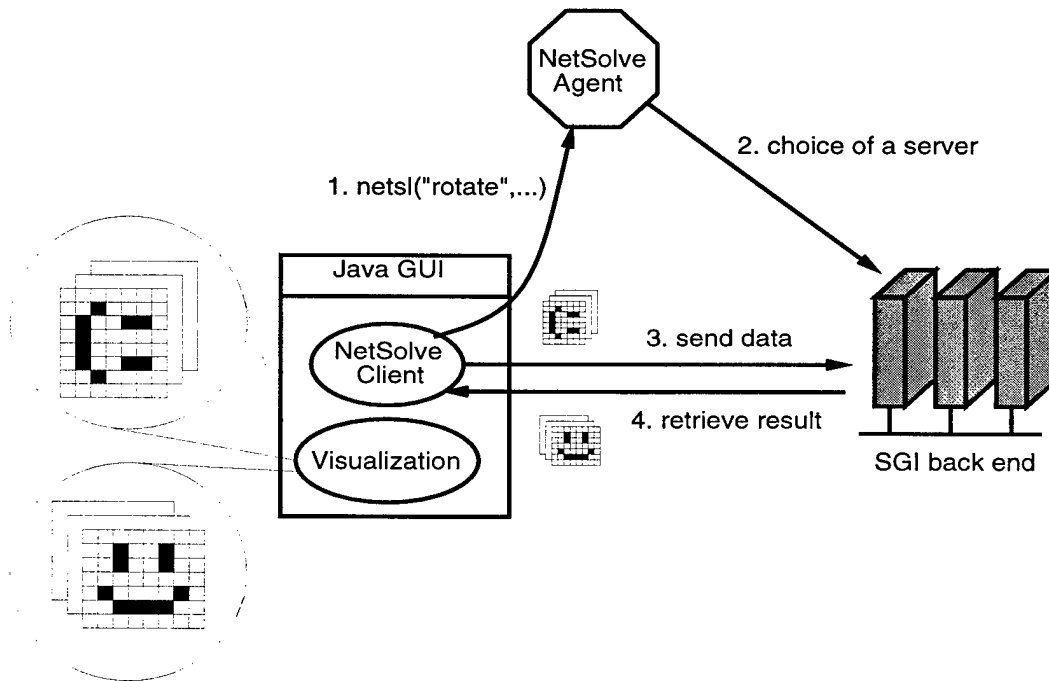 NetSolve
Agent
2. choice of a server
1. netsl("rotate",...)
Java GUI
NetSolve
Client
3. send data
4. retrieve result
Visualization
SGI back end